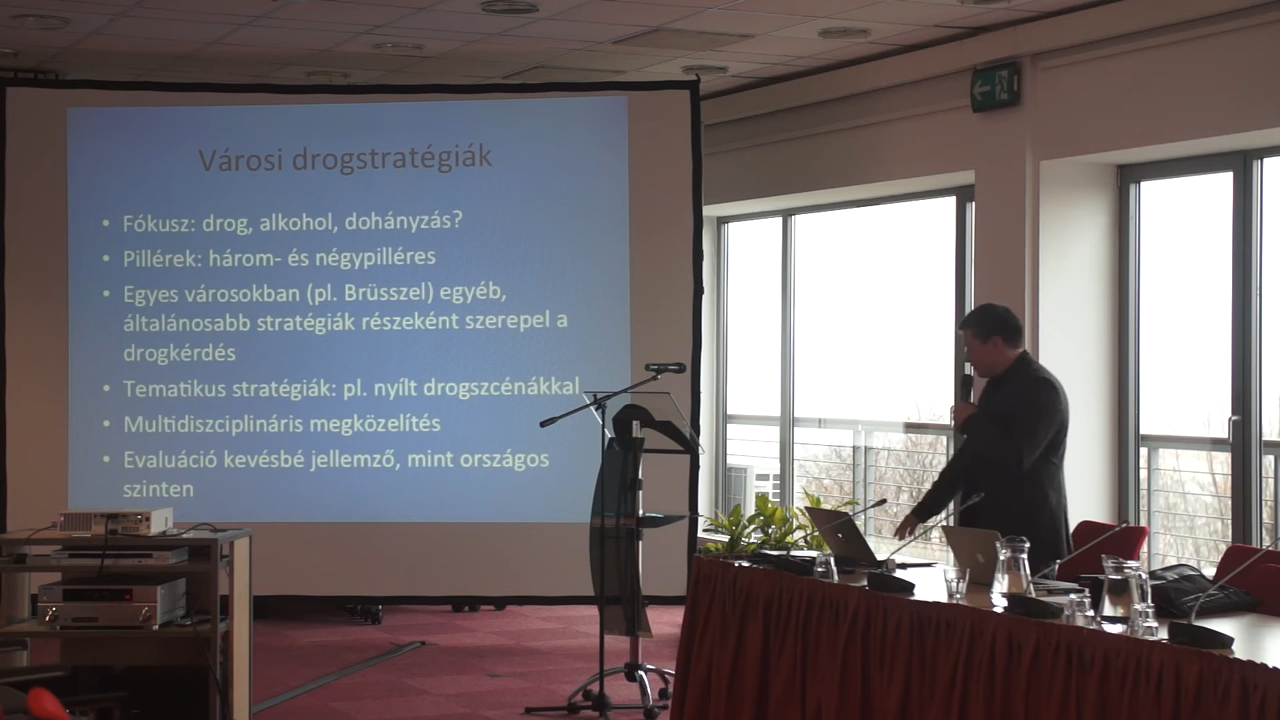 Városi drogstratégiák
• Fókusz: drog, alkohol, dohányzás?
• Pillérek: három- és négypilléres
• Egyes városokban (pl. Brüsszel) egyéb,
általánosabb stratégiák részeként szerepel a
drogkérdés
• Tematikus stratégiák: pl. nyílt drogszcénákkal
• Multidiszciplináris megközelítés
• Evaluáció kevésbé jellemző, mint országos
szinten